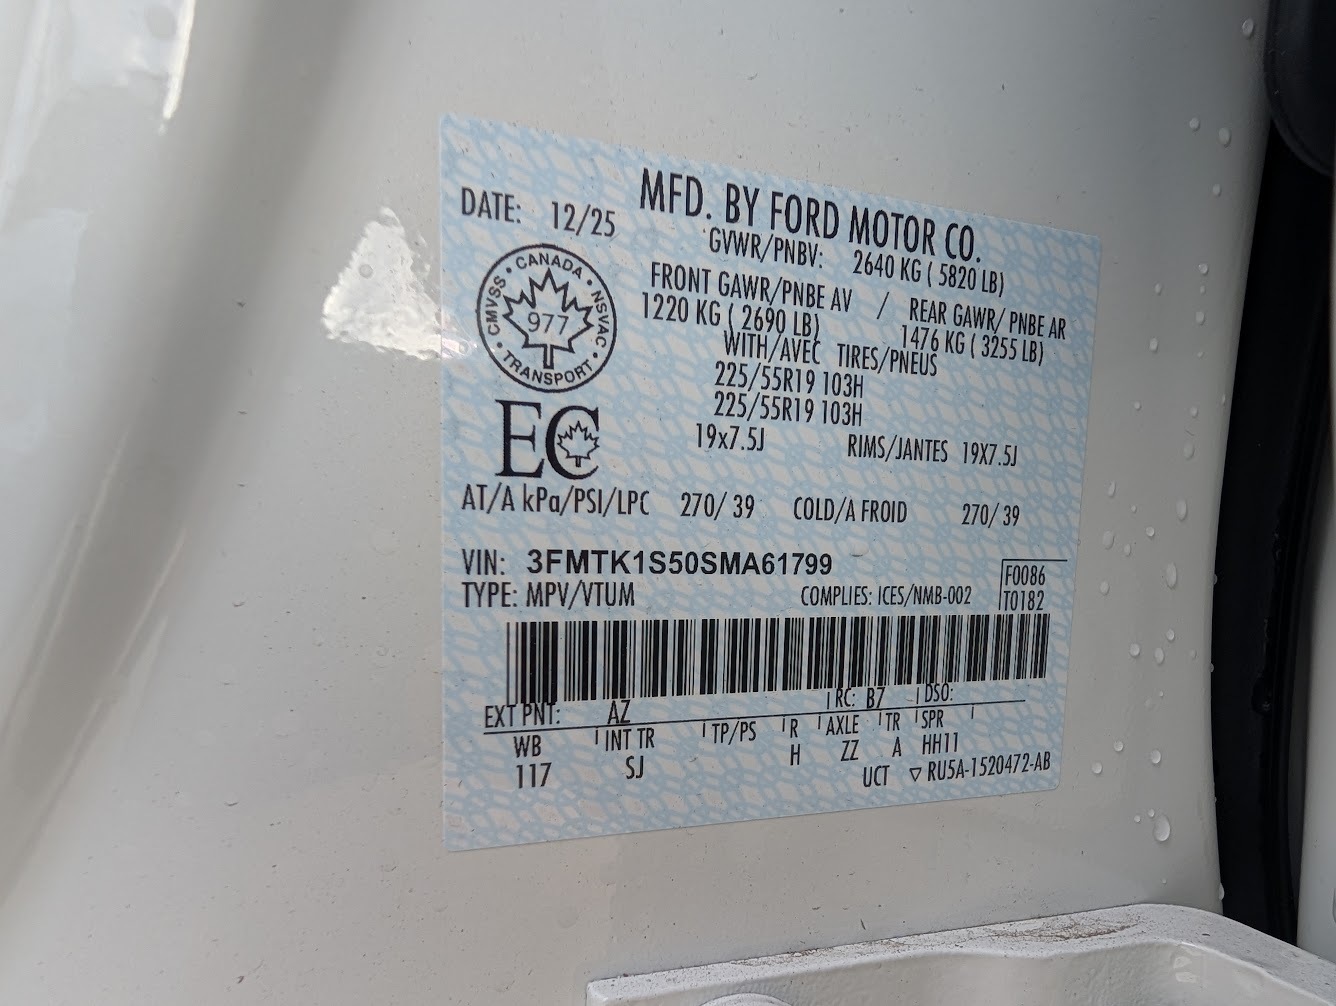 MFD. BY FORD MOTOR CO.
DATE: 12/25
GVWR/PNBV: 2640 KG ( 5820 LB)
FRONT GAWR/PNBE AV / REAR GAWR/ PNBE AR
1220 KG ( 2690 LB) 1476 KG ( 3255 LB)
WITH/AVEC TIRES/PNEUS
225/55R19 103H
225/55R19 103H
19x7.5J RIMS/JANTES 19X7.5J
CMVSS • CANADA • NSVAC • TRANSPORT •
977
EC
AT/A kPa/PSI/LPC 270/ 39 COLD/A FROID 270/ 39
VIN: 3FMTK1S50SMA61799
TYPE: MPV/VTUM COMPLIES: ICES/NMB-002
F0086
T0182
EXT PNT: AZ RC: B7 DSO:
WB INT TR TP/PS R AXLE TR SPR
117 SJ H ZZ A HH11
UCT ▽ RU5A-1520472-AB